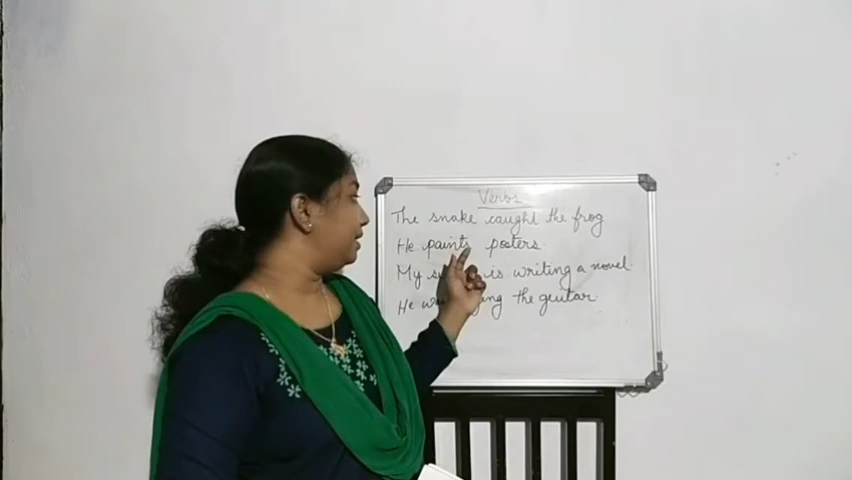 Verbs
The snake caught the frog
He paints posters.
My is writing a novel.
He the guitar.